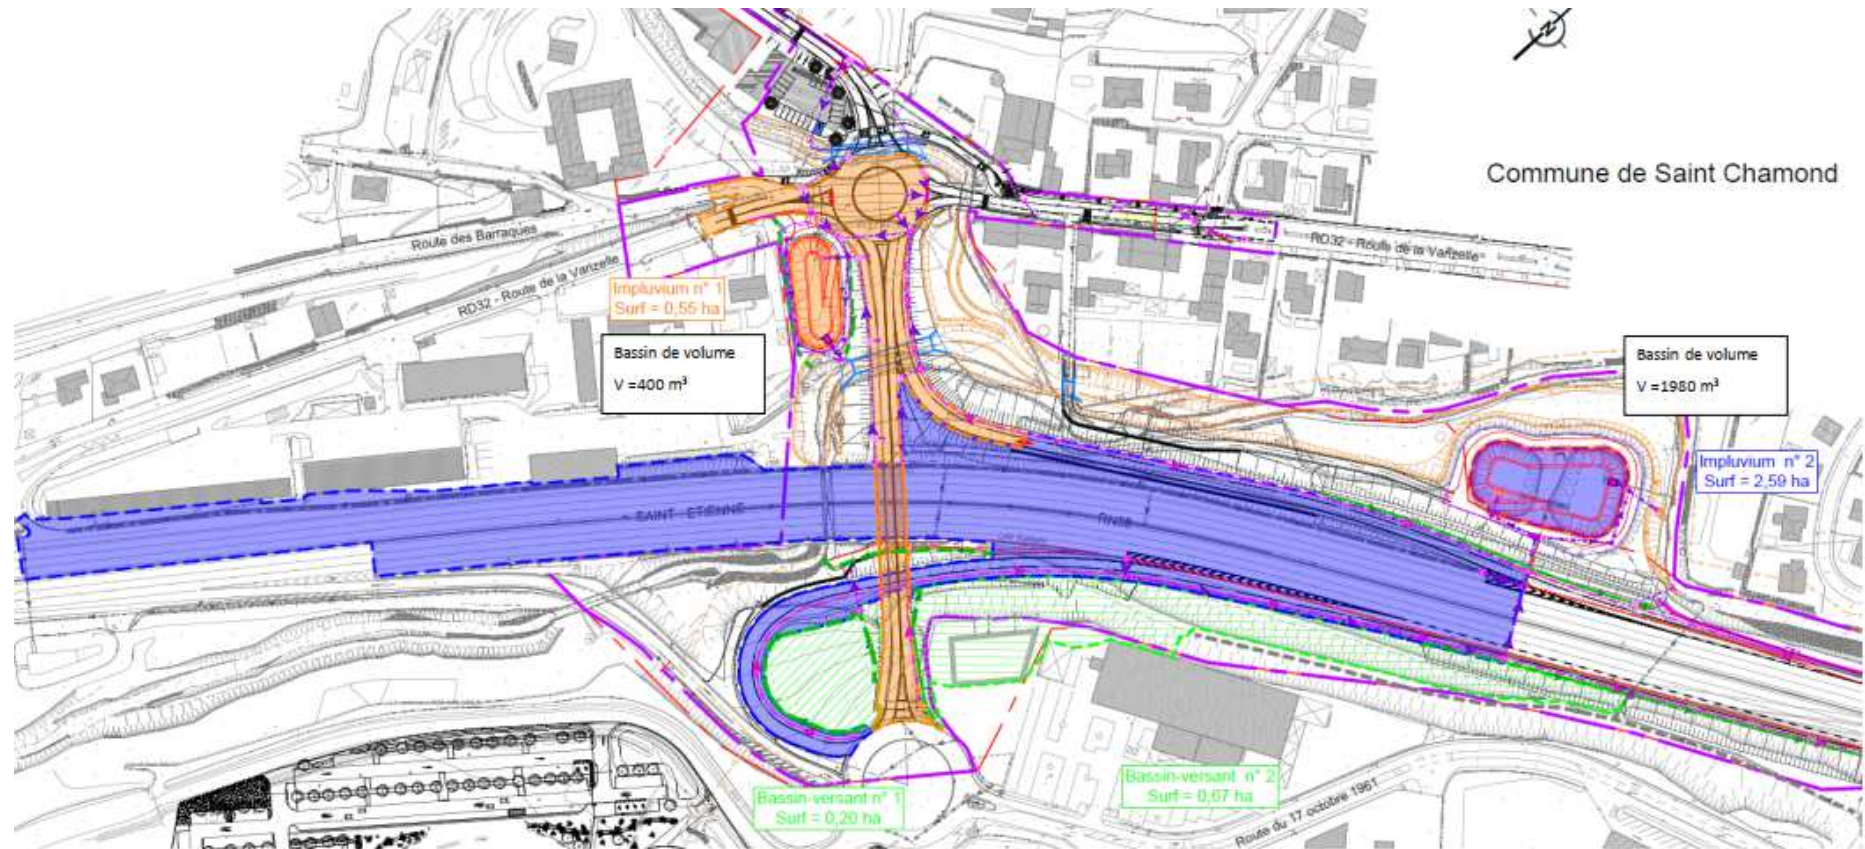 N
Commune de Saint Chamond
Route des Barraques
RD32 - Route de la Varizelle
RD32 - Route de la Varizelle
Impluvium n° 1
Surf = 0,55 ha
Bassin de volume
V =400 m³
Bassin de volume
V =1980 m³
Impluvium n° 2
Surf = 2,59 ha
SAINT - ETIENNE
RN88
Bassin-versant n° 1
Surf = 0,20 ha
Bassin-versant n° 2
Surf = 0,67 ha
Route du 17 octobre 1961